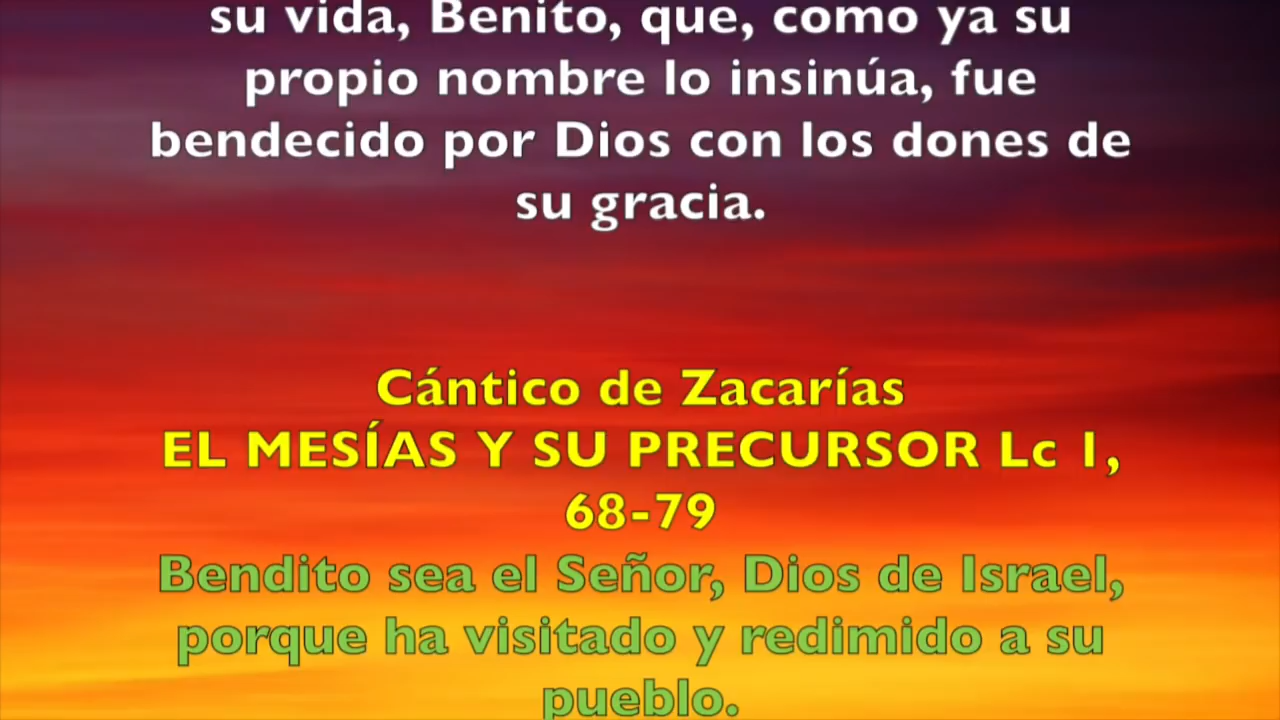 su vida, Benito, que, como ya su
propio nombre lo insinúa, fue
bendecido por Dios con los dones de
su gracia.
Cántico de Zacarías
EL MESÍAS Y SU PRECURSOR Lc 1,
68-79
Bendito sea el Señor, Dios de Israel,
porque ha visitado y redimido a su
pueblo.